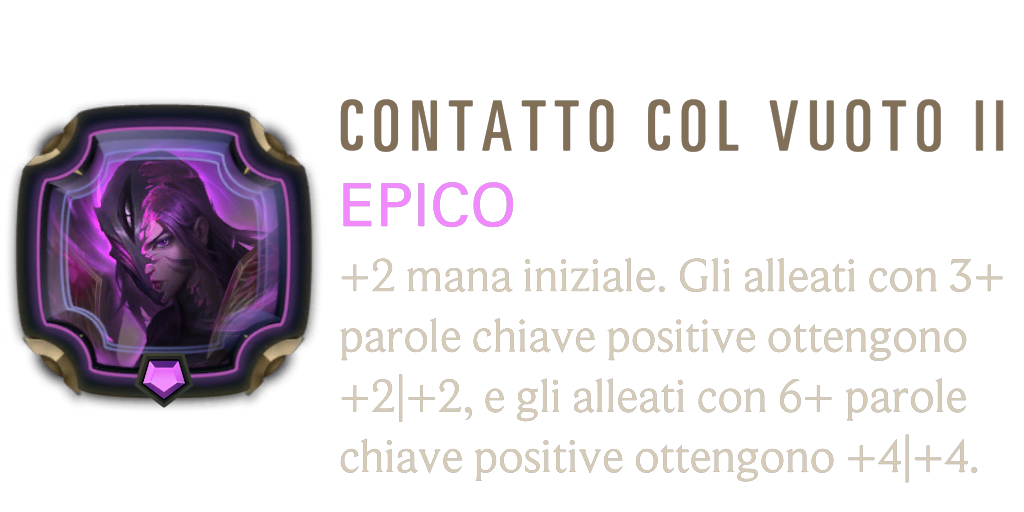 CONTATTO COL VUOTO II
EPICO
+2 mana iniziale. Gli alleati con 3+
parole chiave positive ottengono
+2|+2, e gli alleati con 6+ parole
chiave positive ottengono +4|+4.